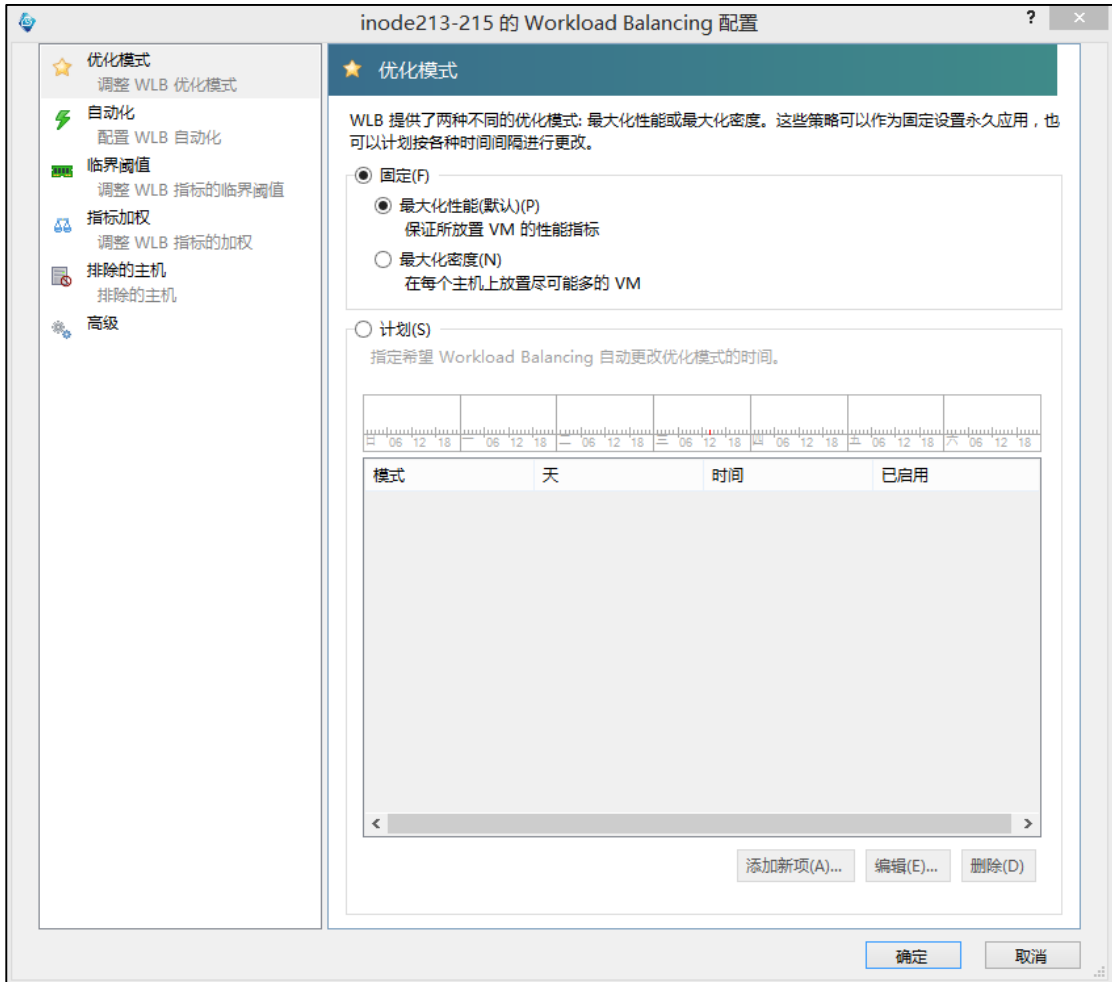 inode213-215 的 Workload Balancing 配置
?
优化模式
调整 WLB 优化模式
自动化
配置 WLB 自动化
临界阈值
调整 WLB 指标的临界阈值
指标加权
调整 WLB 指标的加权
排除的主机
排除的主机
高级
优化模式
WLB 提供了两种不同的优化模式: 最大化性能或最大化密度。这些策略可以作为固定设置永久应用，也
可以计划按各种时间间隔进行更改。
固定(F)
最大化性能(默认)(P)
保证所放置 VM 的性能指标
最大化密度(N)
在每个主机上放置尽可能多的 VM
计划(S)
指定希望 Workload Balancing 自动更改优化模式的时间。
日 06 12 18 一 06 12 18 二 06 12 18 三 06 12 18 四 06 12 18 五 06 12 18 六 06 12 18
模式 天 时间 已启用
添加新项(A)... 编辑(E)... 删除(D)
确定 取消